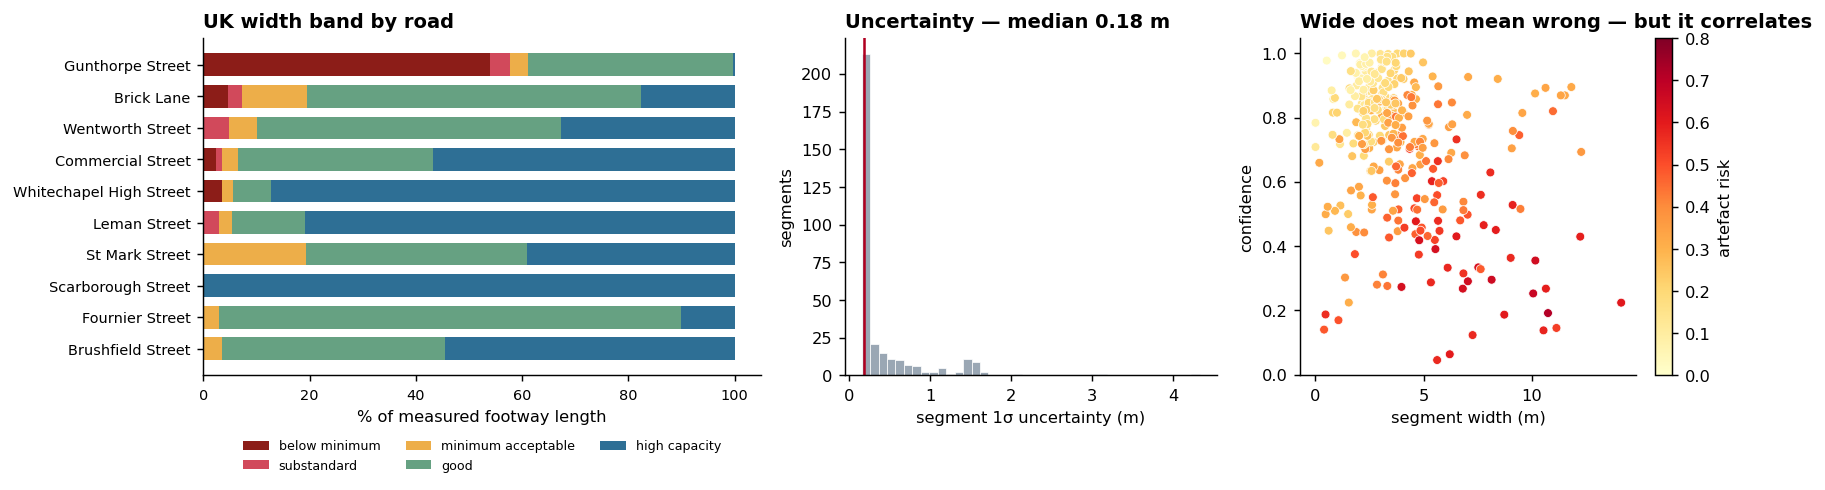 UK width band by road
Gunthorpe Street
Brick Lane
Wentworth Street
Commercial Street
Whitechapel High Street
Leman Street
St Mark Street
Scarborough Street
Fournier Street
Brushfield Street
0 20 40 60 80 100
% of measured footway length
below minimum
substandard
minimum acceptable
good
high capacity
Uncertainty — median 0.18 m
segments
200
175
150
125
100
75
50
25
0
0 1 2 3 4
segment 1σ uncertainty (m)
Wide does not mean wrong — but it correlates
confidence
1.0
0.8
0.6
0.4
0.2
0.0
0 5 10
segment width (m)
0.8
0.7
0.6
0.5
0.4
0.3
0.2
0.1
0.0
artefact risk